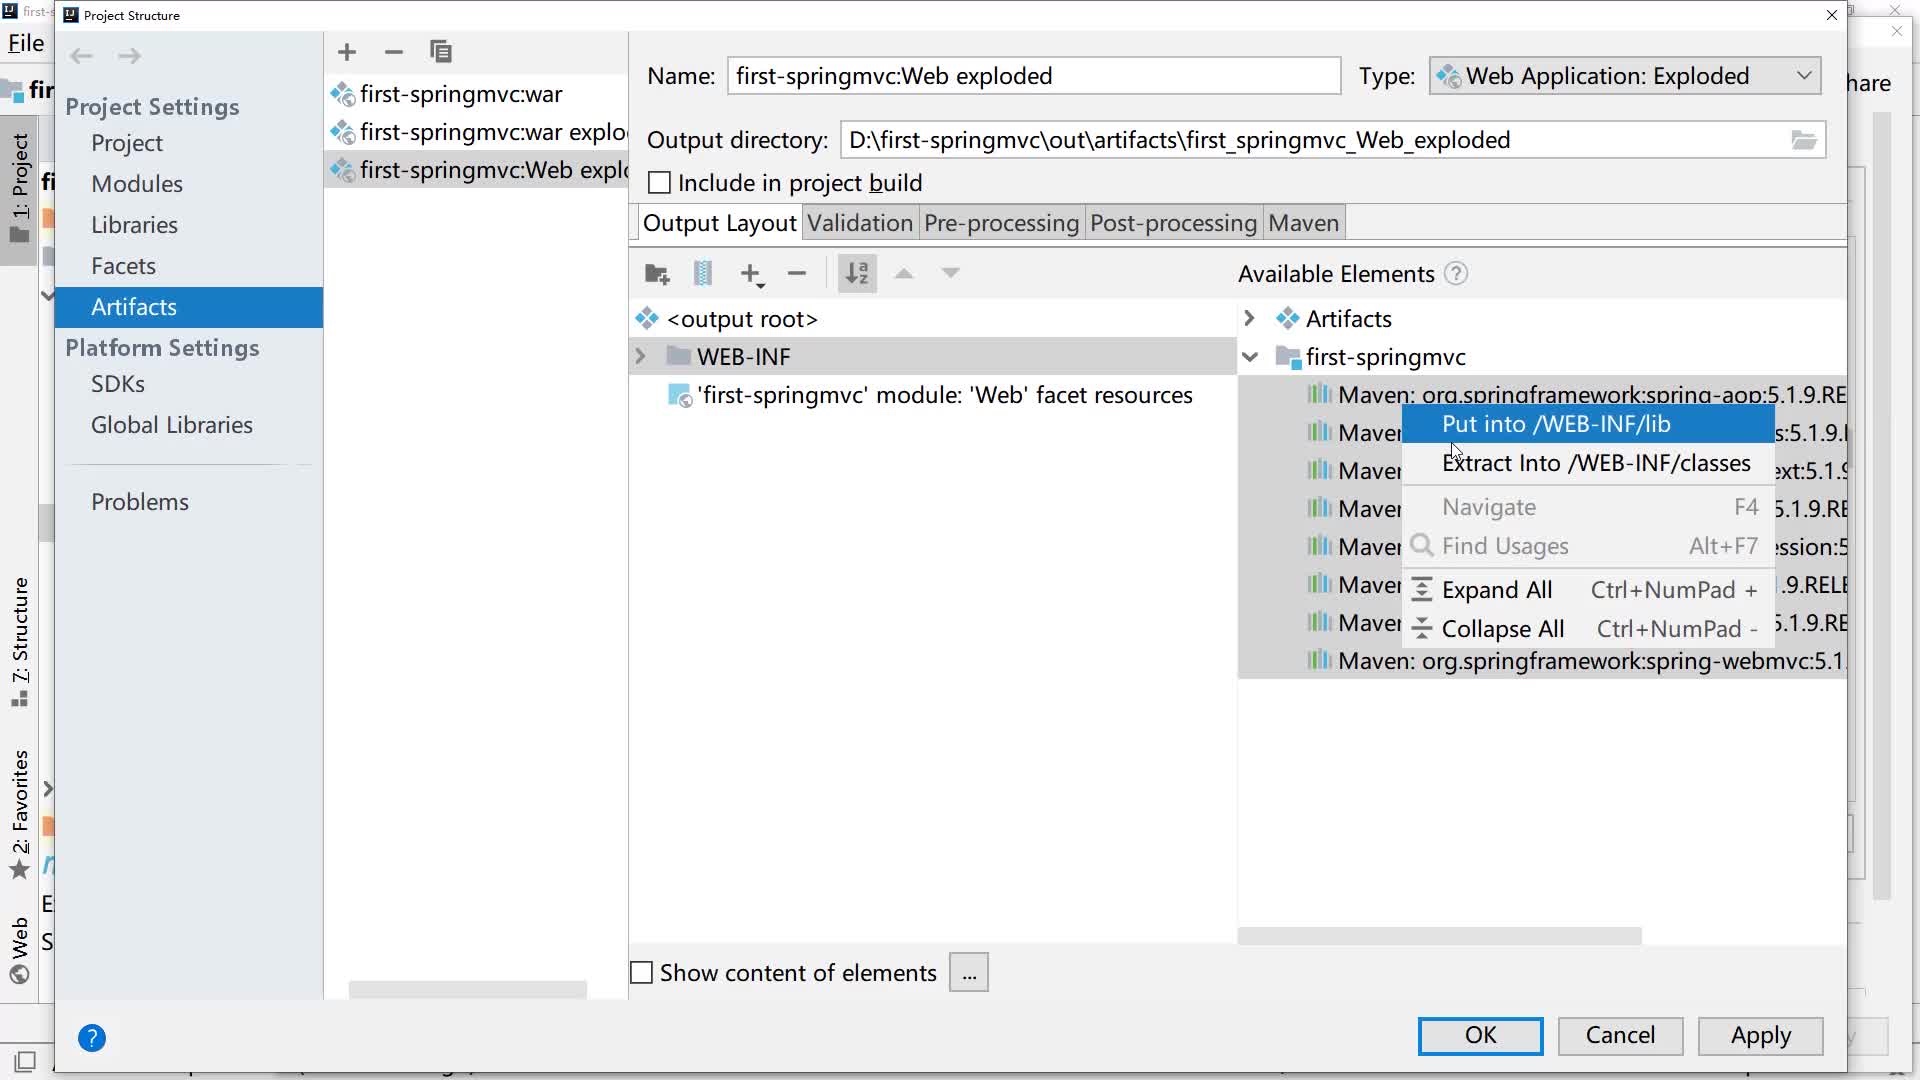 first-s
Project Structure
File
fir
hare
1: Project
7: Structure
2: Favorites
Web
Project Settings
Project
Modules
Libraries
Facets
Artifacts
Platform Settings
SDKs
Global Libraries
Problems
first-springmvc:war
first-springmvc:war explo
first-springmvc:Web explo
Name: first-springmvc:Web exploded Type: Web Application: Exploded
Output directory: D:\first-springmvc\out\artifacts\first_springmvc_Web_exploded
Include in project build
Output Layout Validation Pre-processing Post-processing Maven
Available Elements ?
<output root>
WEB-INF
'first-springmvc' module: 'Web' facet resources
Artifacts
first-springmvc
Maven: org.springframework:spring-aop:5.1.9.RE
Maven s:5.1.9.
Maven ext:5.1.9
Maven 5.1.9.RE
Maven ession:5
Maven .9.RELE
Maven 5.1.9.RE
Maven: org.springframework:spring-webmvc:5.1.
Put into /WEB-INF/lib
Extract Into /WEB-INF/classes
Navigate F4
Find Usages Alt+F7
Expand All Ctrl+NumPad +
Collapse All Ctrl+NumPad -
Show content of elements ...
?
OK Cancel Apply